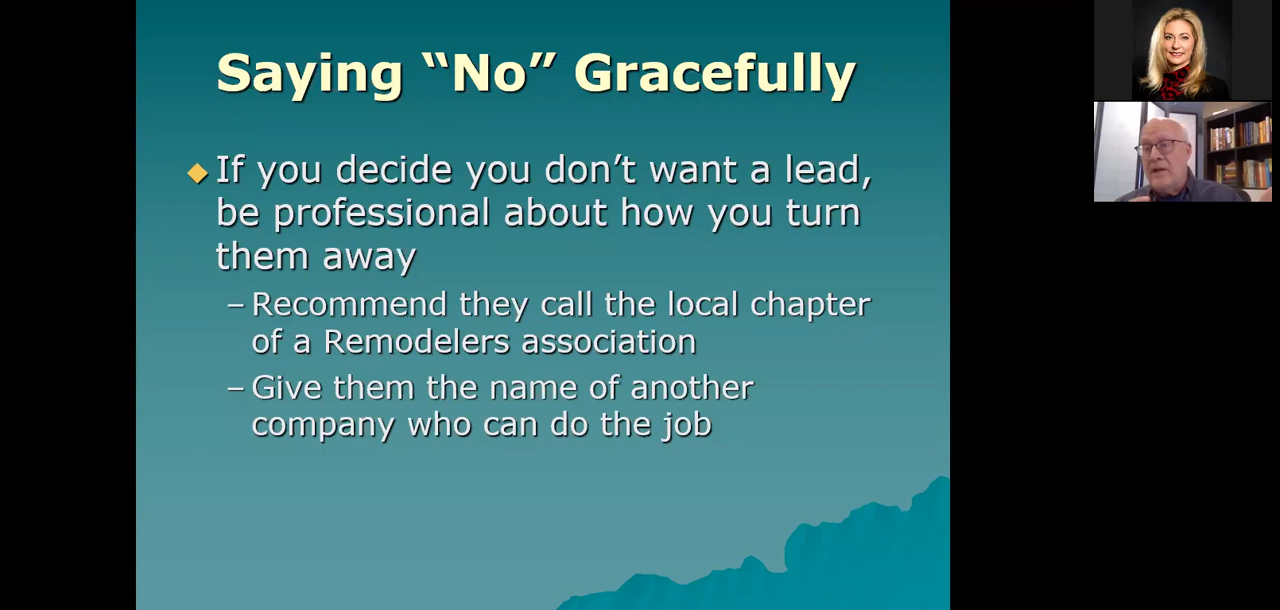 Saying “No” Gracefully
◆ If you decide you don’t want a lead,
be professional about how you turn
them away
– Recommend they call the local chapter
of a Remodelers association
– Give them the name of another
company who can do the job